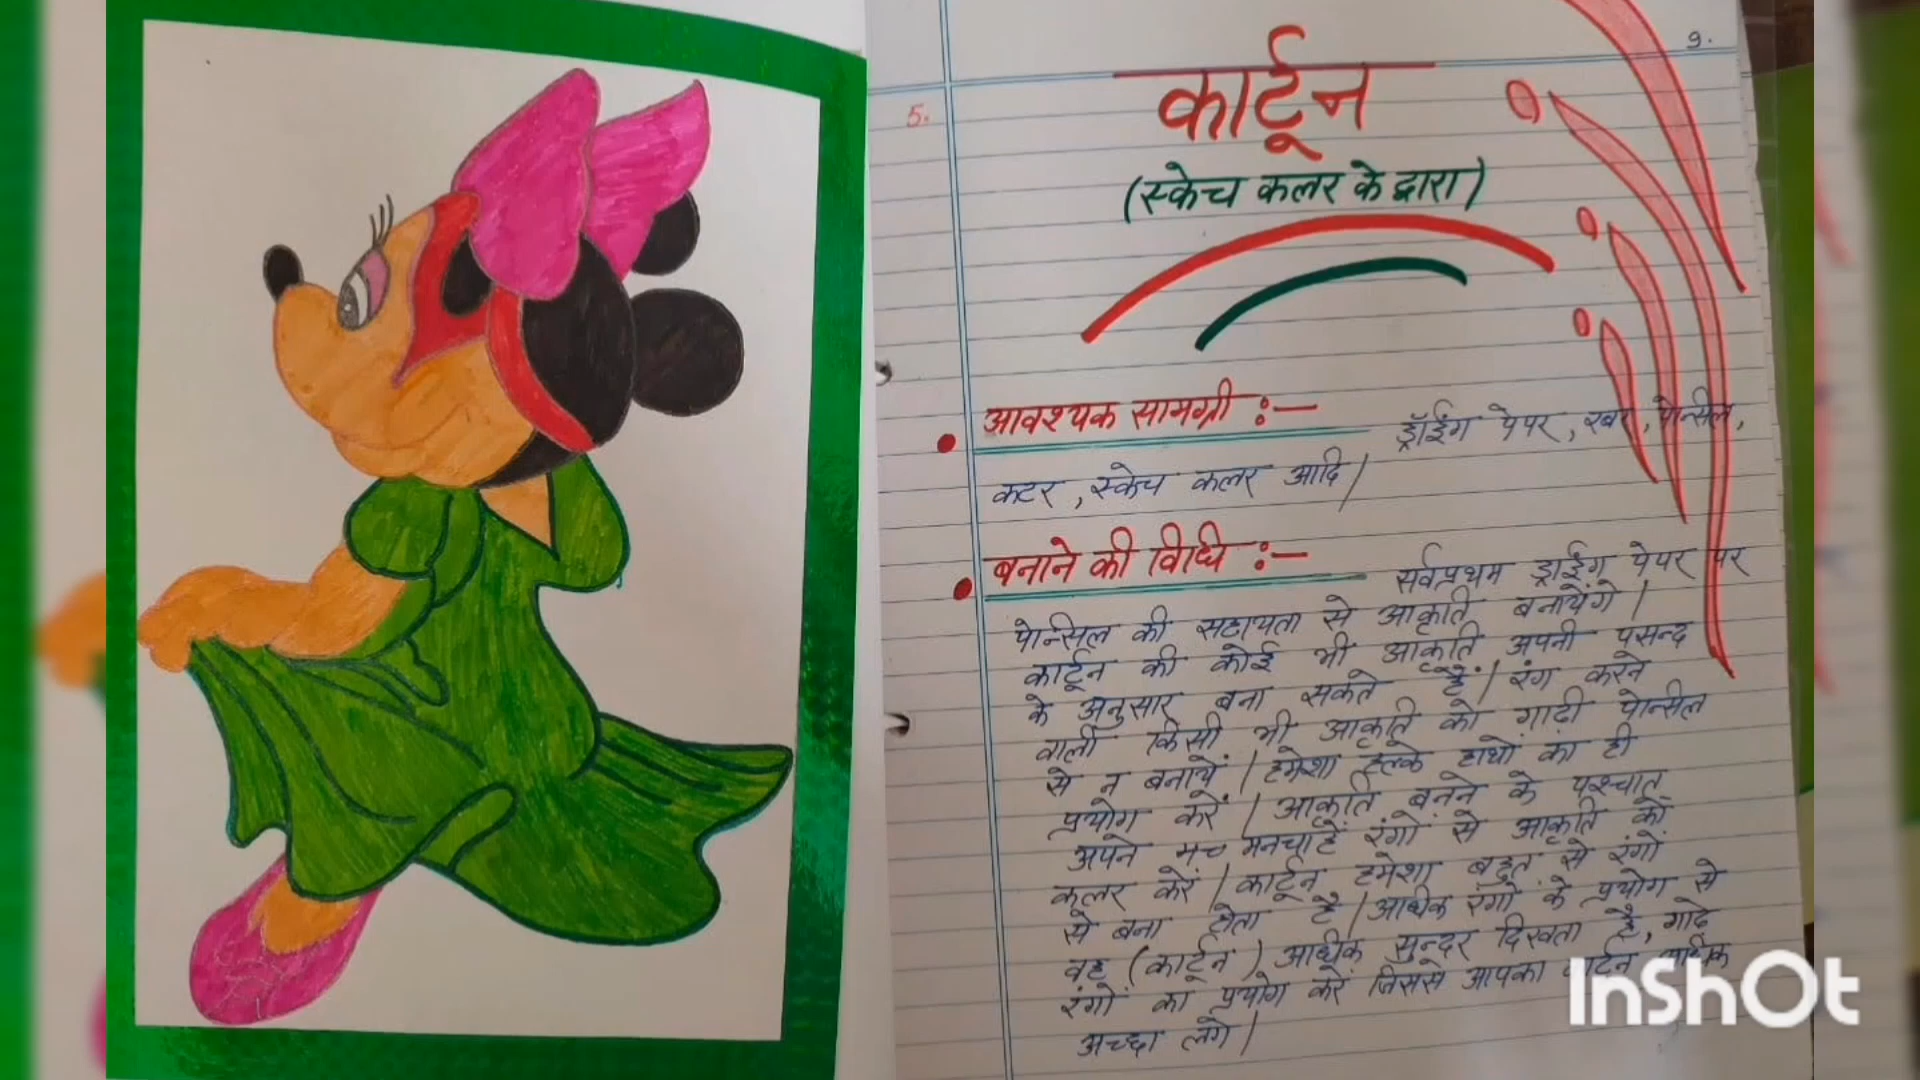 9.
5.
कार्टून
(स्केच कलर के द्वारा)
आवश्यक सामग्री :— ड्रॉईंग पेपर, रबर, पेन्सिल,
कटर, स्केच कलर आदि।
बनाने की विधि :— सर्वप्रथम ड्राईंग पेपर पर
पेन्सिल की सहायता से आकृति बनायेंगे।
कार्टून की कोई भी आकृति अपनी पसन्द
के अनुसार बना सकते हैं। रंग करने
वाली किसी भी आकृति को गाढी पेन्सिल
से न बनायें। हमेशा हल्के हाथों का ही
प्रयोग करें। आकृति बनने के पश्चात
अपने मनचाहे रंगों से आकृति को
कलर करें। कार्टून हमेशा बहुत से रंगों
से बना होता है। अधिक रंगों के प्रयोग से
वह (कार्टून) अधिक सुन्दर दिखता है, गाढे
रंगों का प्रयोग करें जिससे आपका कार्टून अधिक
अच्छा लगे।
InShOt